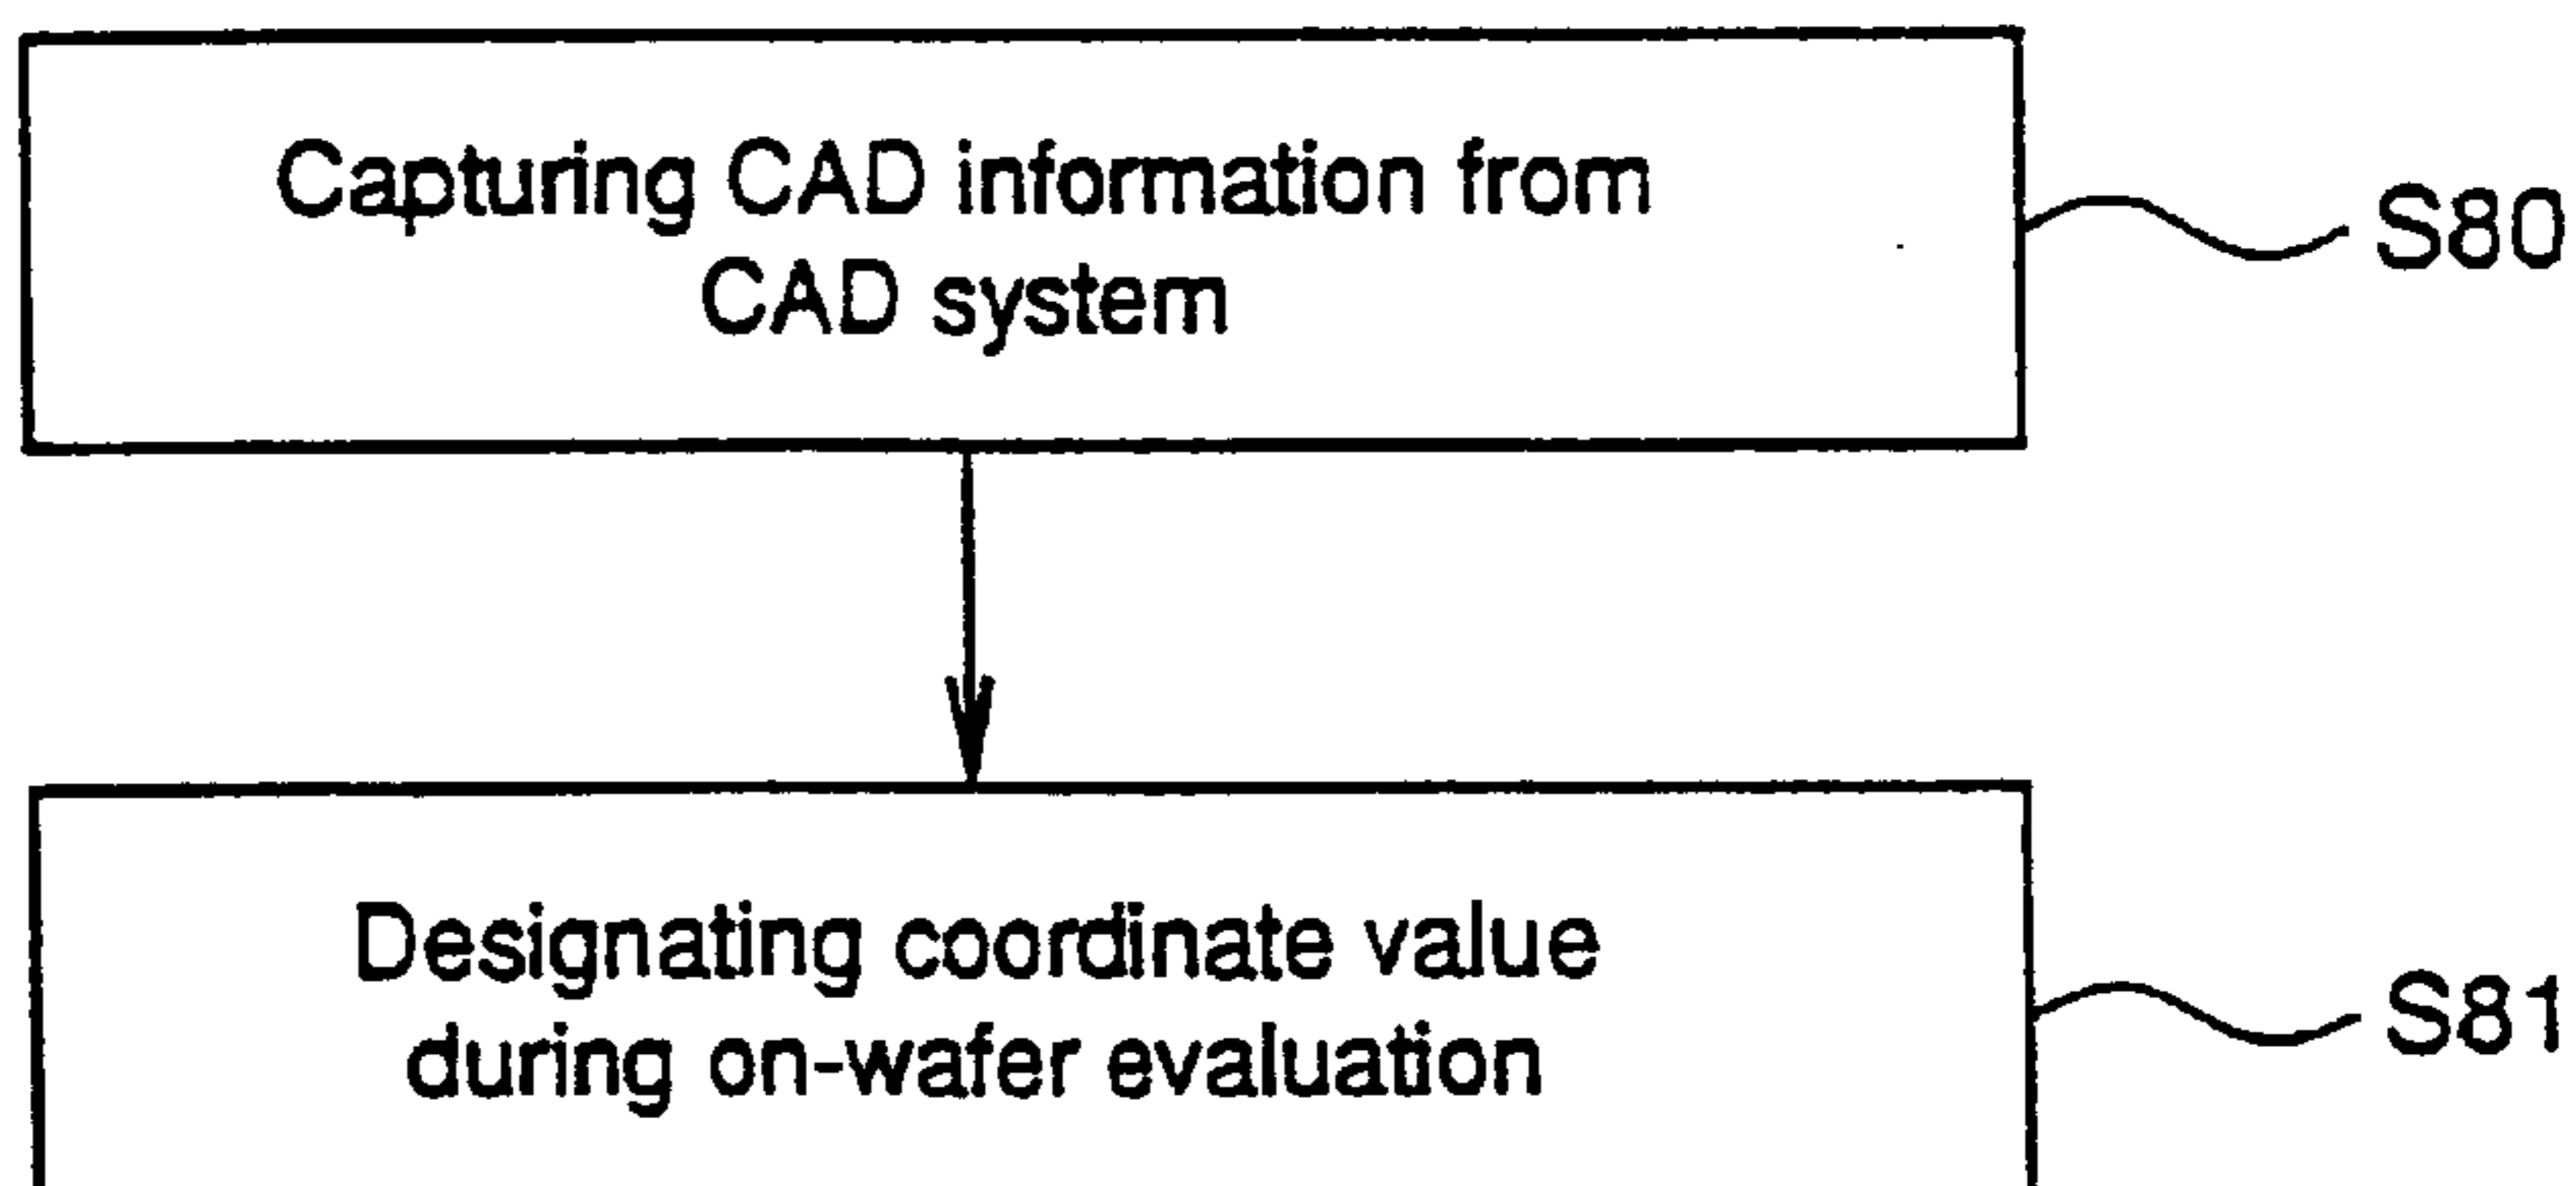 Capturing CAD information from
CAD system
S80
Designating coordinate value
during on-wafer evaluation
S81